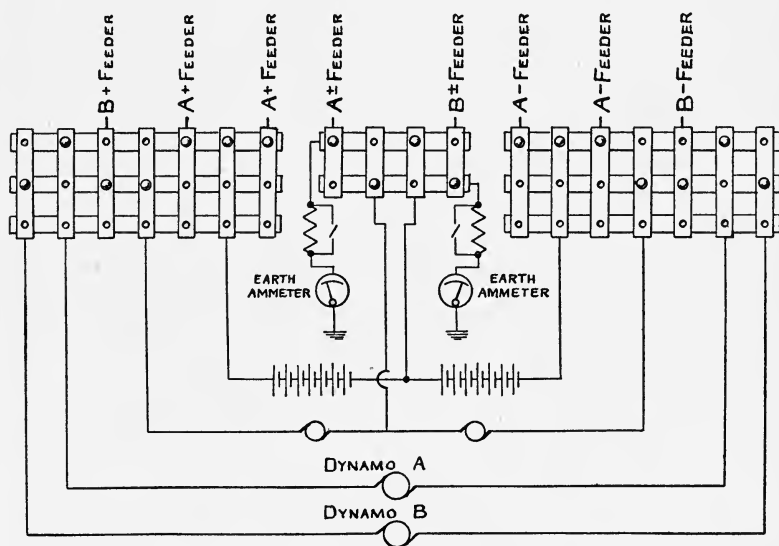 B+FEEDER
A+FEEDER
A+FEEDER
A±FEEDER
B±FEEDER
A-FEEDER
A-FEEDER
B-FEEDER
EARTH
AMMETER
EARTH
AMMETER
DYNAMO A
DYNAMO B